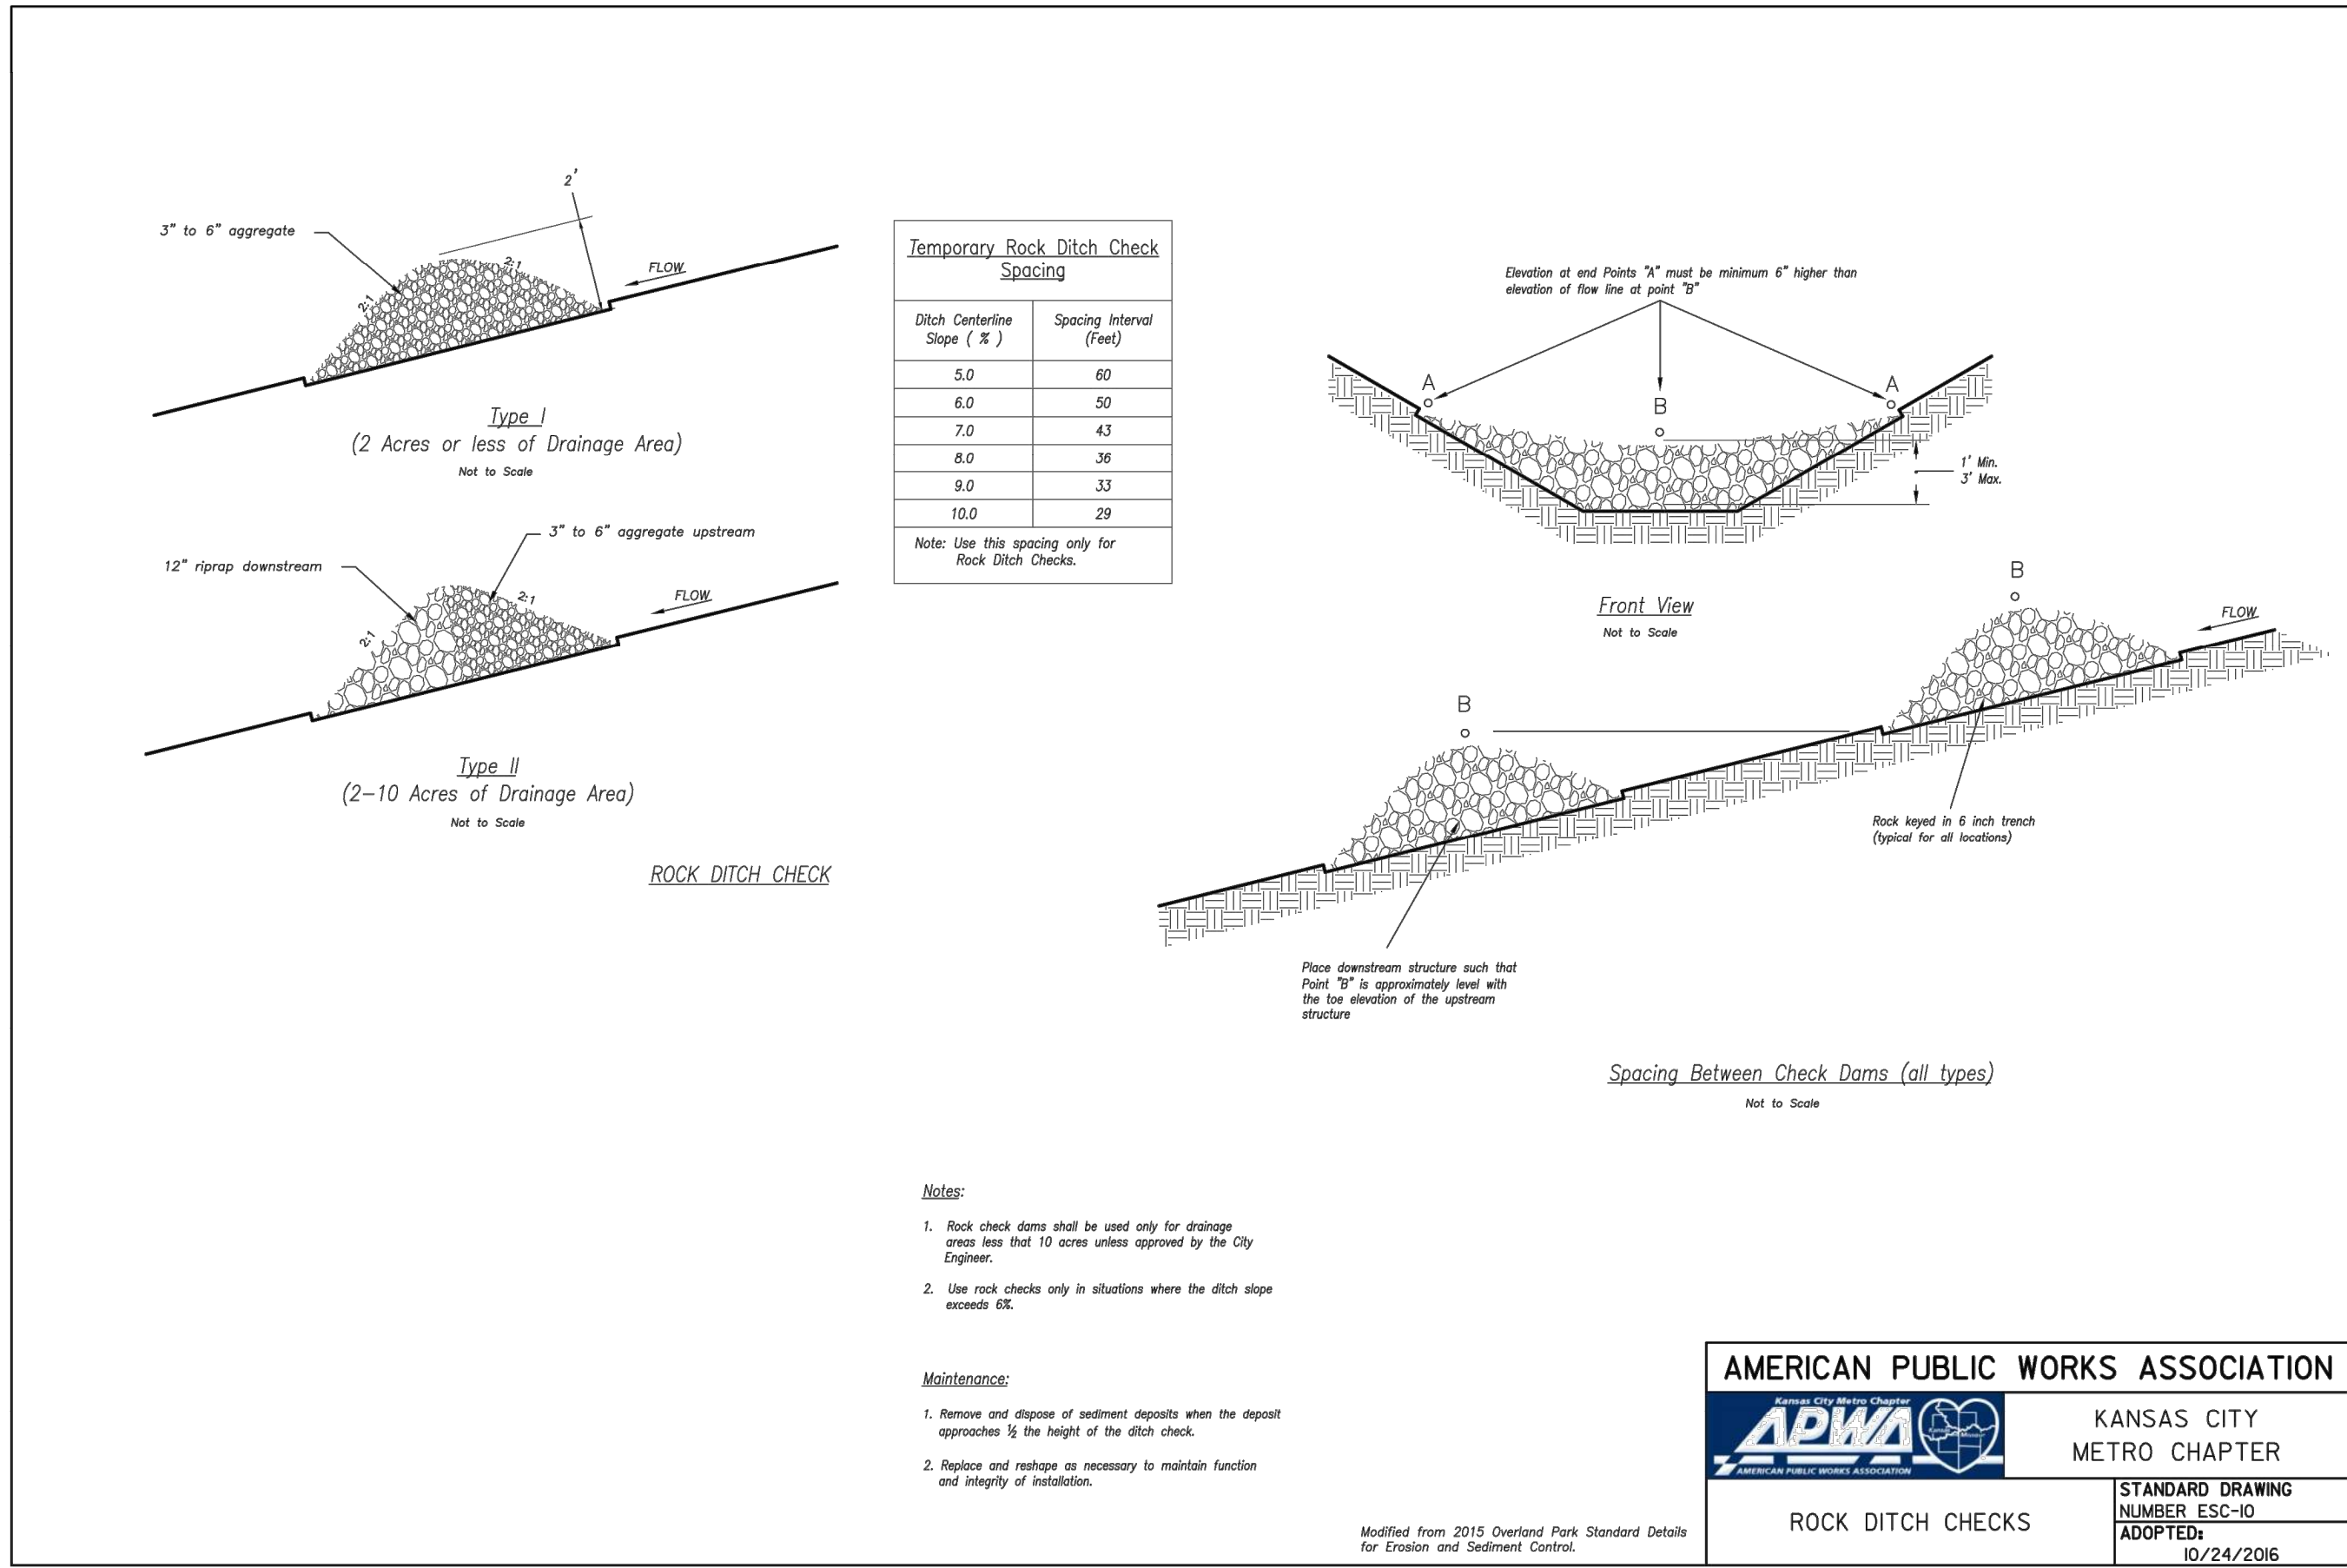 2'
3" to 6" aggregate
2:1
2:1
FLOW
Type I
(2 Acres or less of Drainage Area)
Not to Scale
3" to 6" aggregate upstream
12" riprap downstream
2:1
2:1
FLOW
Type II
(2-10 Acres of Drainage Area)
Not to Scale
ROCK DITCH CHECK
Temporary Rock Ditch Check
Spacing
Ditch Centerline
Slope ( % )
Spacing Interval
(Feet)
5.0 60
6.0 50
7.0 43
8.0 36
9.0 33
10.0 29
Note: Use this spacing only for
Rock Ditch Checks.
Elevation at end Points "A" must be minimum 6" higher than
elevation of flow line at point "B"
A
A
B
1' Min.
3' Max.
Front View
Not to Scale
B
FLOW
B
Rock keyed in 6 inch trench
(typical for all locations)
Place downstream structure such that
Point "B" is approximately level with
the toe elevation of the upstream
structure
Spacing Between Check Dams (all types)
Not to Scale
Notes:
1. Rock check dams shall be used only for drainage
areas less that 10 acres unless approved by the City
Engineer.
2. Use rock checks only in situations where the ditch slope
exceeds 6%.
Maintenance:
1. Remove and dispose of sediment deposits when the deposit
approaches ½ the height of the ditch check.
2. Replace and reshape as necessary to maintain function
and integrity of installation.
Modified from 2015 Overland Park Standard Details
for Erosion and Sediment Control.
AMERICAN PUBLIC WORKS ASSOCIATION
Kansas City Metro Chapter
APWA
AMERICAN PUBLIC WORKS ASSOCIATION
KANSAS CITY
METRO CHAPTER
ROCK DITCH CHECKS
STANDARD DRAWING
NUMBER ESC-10
ADOPTED:
10/24/2016